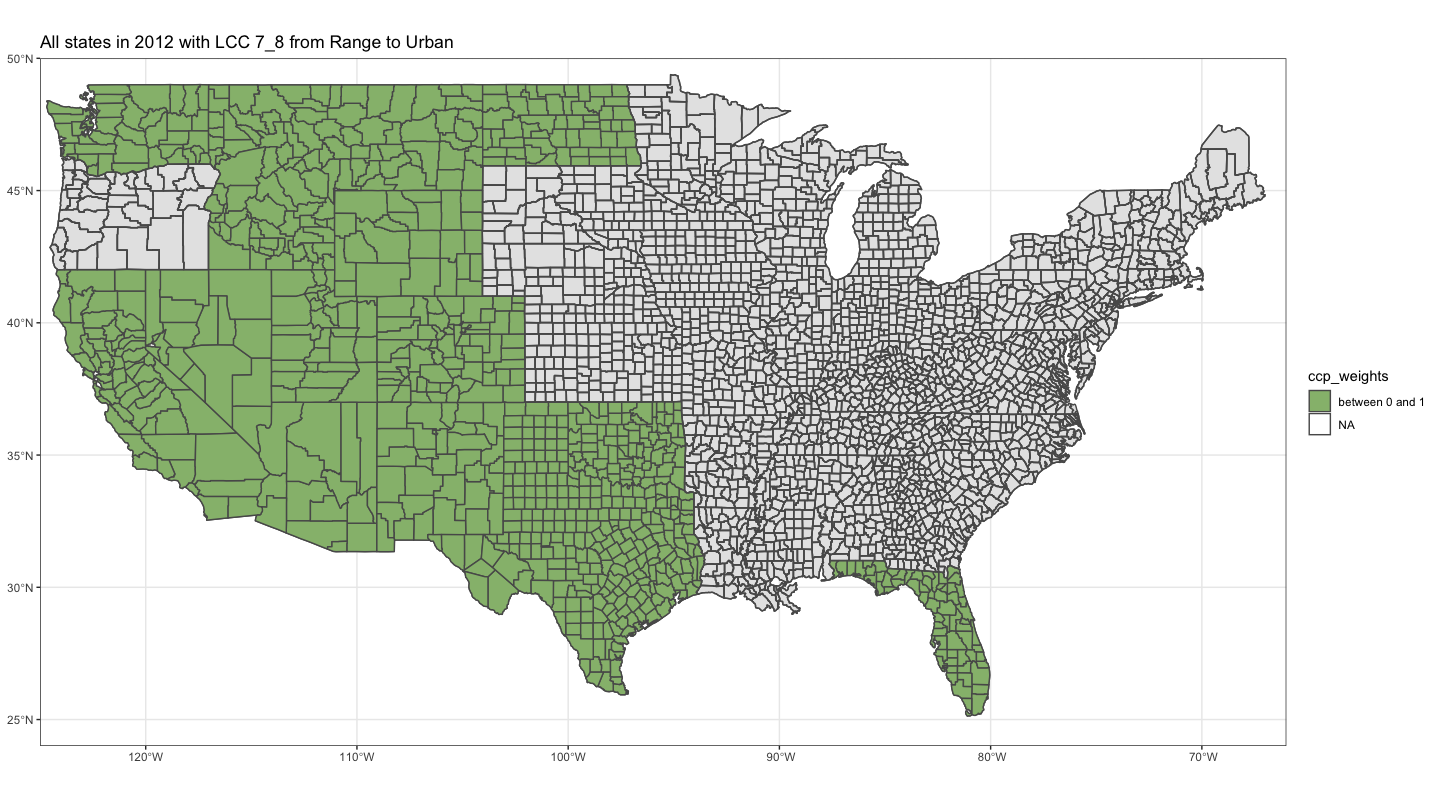 All states in 2012 with LCC 7_8 from Range to Urban
50°N
45°N
40°N
35°N
30°N
25°N
120°W
110°W
100°W
90°W
80°W
70°W
ccp_weights
between 0 and 1
NA